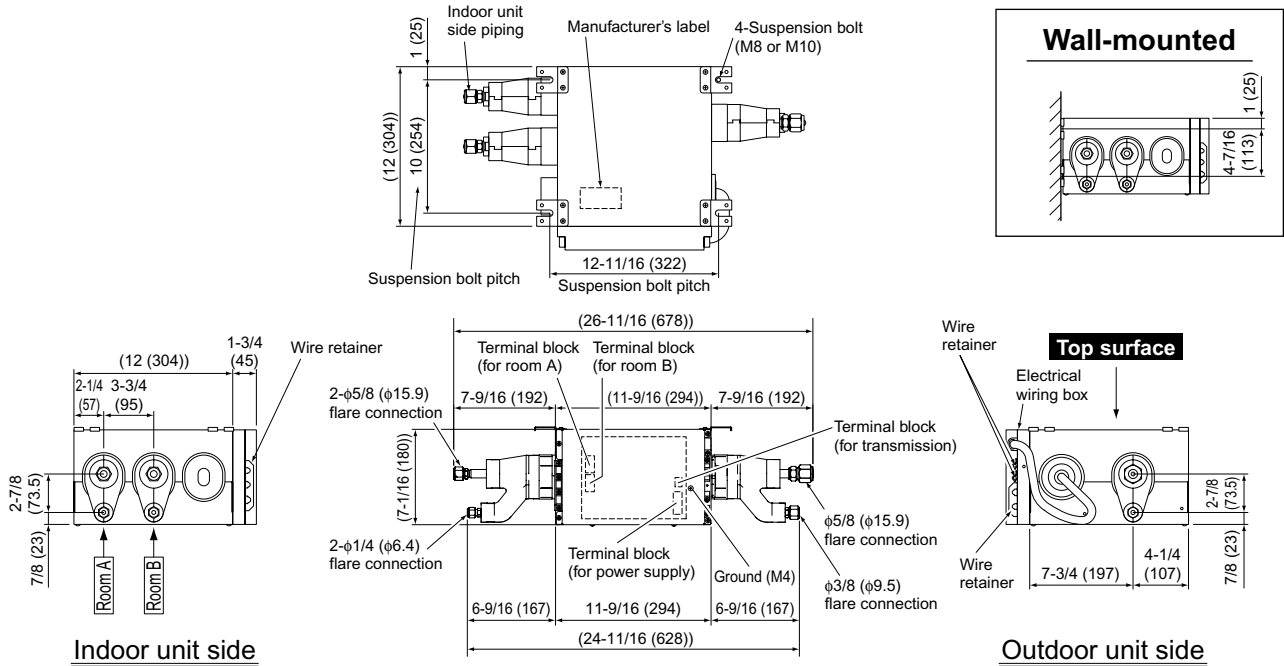 Indoor unit
side piping
Manufacturer's label
4-Suspension bolt
(M8 or M10)
1 (25)
(12 (304))
10 (254)
Suspension bolt pitch
12-11/16 (322)
Suspension bolt pitch
Wall-mounted
1 (25)
4-7/16
(113)
(12 (304))
1-3/4
(45)
Wire retainer
2-1/4
(57)
3-3/4
(95)
2-7/8
(73.5)
7/8 (23)
Room A
Room B
Indoor unit side
(26-11/16 (678))
Terminal block
(for room A)
Terminal block
(for room B)
2-ϕ5/8 (ϕ15.9)
flare connection
7-9/16 (192)
(11-9/16 (294))
7-9/16 (192)
Terminal block
(for transmission)
(7-1/16 (180))
2-ϕ1/4 (ϕ6.4)
flare connection
Terminal block
(for power supply)
Ground (M4)
ϕ5/8 (ϕ15.9)
flare connection
ϕ3/8 (ϕ9.5)
flare connection
6-9/16 (167)
11-9/16 (294)
6-9/16 (167)
(24-11/16 (628))
Wire
retainer
Top surface
Electrical
wiring box
Wire
retainer
2-7/8
(73.5)
7/8 (23)
7-3/4 (197)
4-1/4
(107)
Outdoor unit side